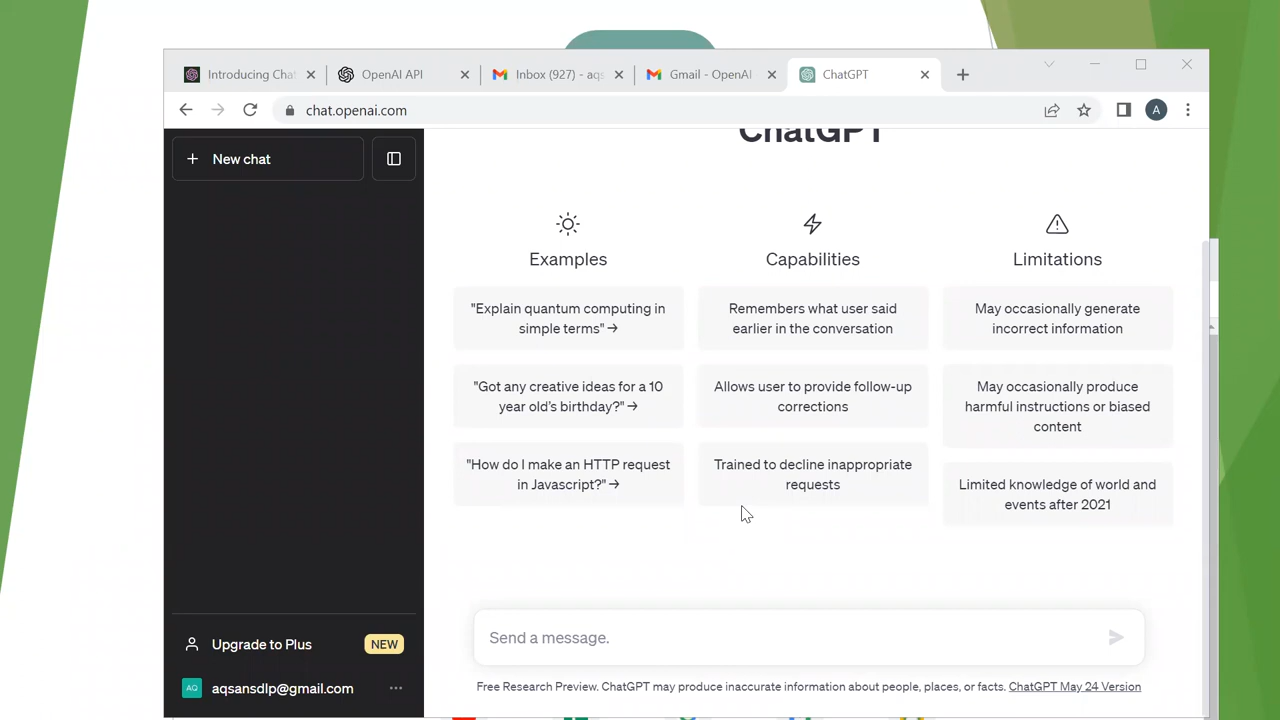 Introducing Cha
OpenAI API
Inbox (927) - aqs
Gmail - OpenAI
ChatGPT
chat.openai.com
A
New chat
ChatGPT
Examples
Capabilities
Limitations
"Explain quantum computing in
simple terms" →
Remembers what user said
earlier in the conversation
May occasionally generate
incorrect information
"Got any creative ideas for a 10
year old's birthday?" →
Allows user to provide follow-up
corrections
May occasionally produce
harmful instructions or biased
content
"How do I make an HTTP request
in Javascript?" →
Trained to decline inappropriate
requests
Limited knowledge of world and
events after 2021
Send a message.
Upgrade to Plus
NEW
AQ
aqsansdlp@gmail.com
Free Research Preview. ChatGPT may produce inaccurate information about people, places, or facts. ChatGPT May 24 Version